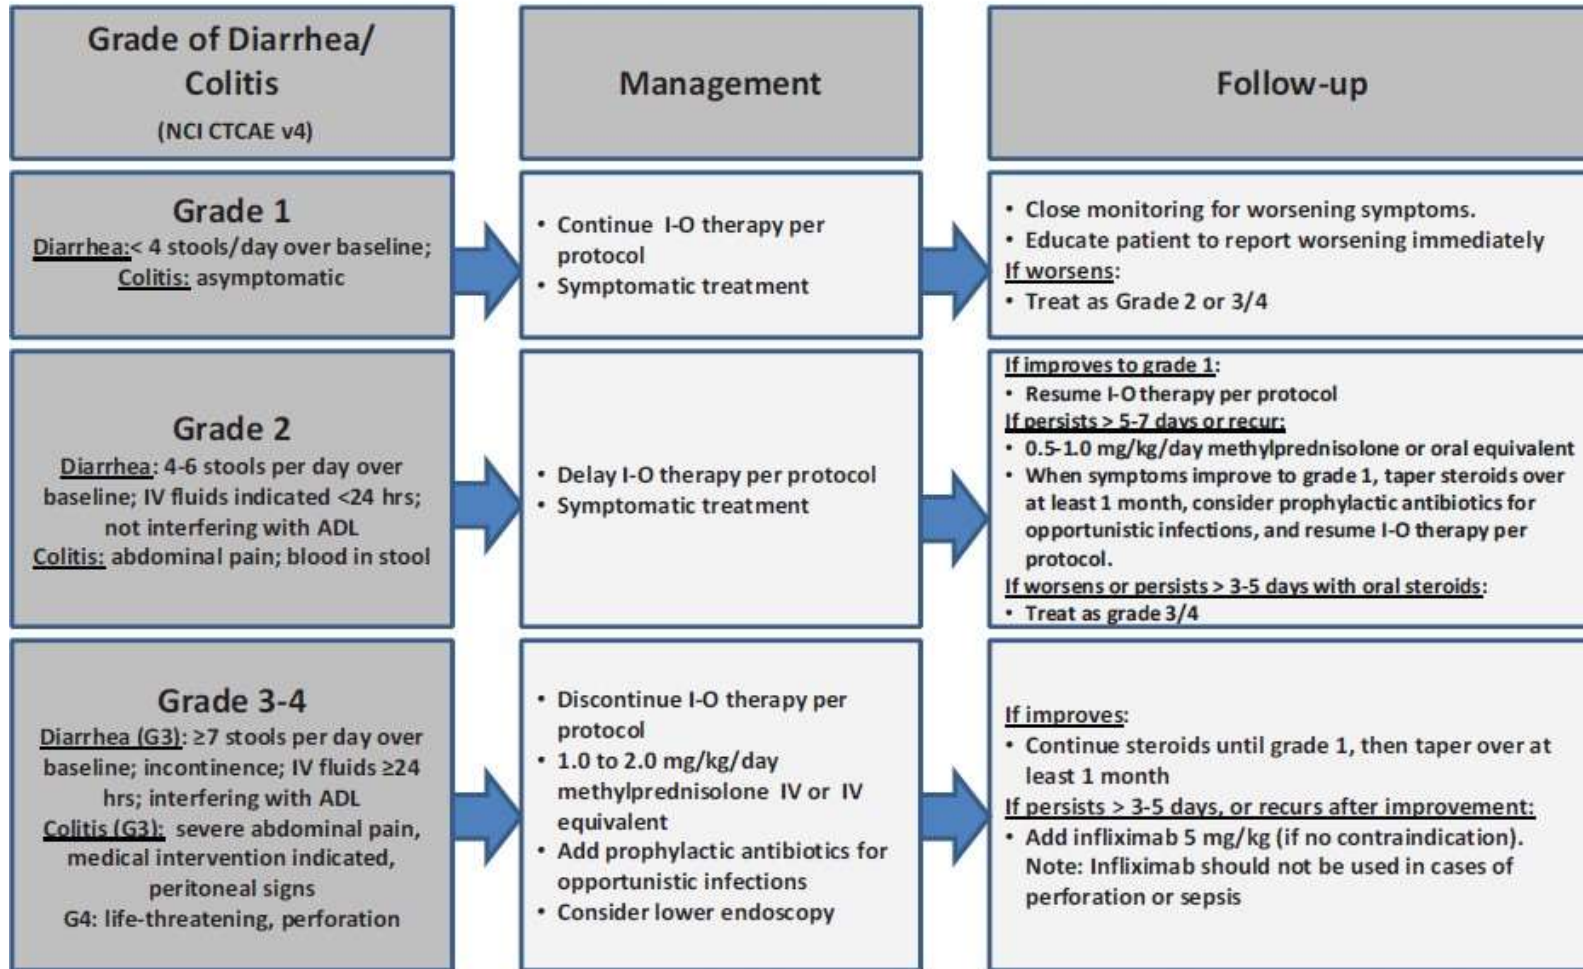 Grade of Diarrhea/
Colitis
(NCI CTCAE v4)
Management
Follow-up
Grade 1
Diarrhea:< 4 stools/day over baseline;
Colitis: asymptomatic
• Continue I-O therapy per
protocol
• Symptomatic treatment
• Close monitoring for worsening symptoms.
• Educate patient to report worsening immediately
If worsens:
• Treat as Grade 2 or 3/4
Grade 2
Diarrhea: 4-6 stools per day over
baseline; IV fluids indicated <24 hrs;
not interfering with ADL
Colitis: abdominal pain; blood in stool
• Delay I-O therapy per protocol
• Symptomatic treatment
If improves to grade 1:
• Resume I-O therapy per protocol
If persists > 5-7 days or recur:
• 0.5-1.0 mg/kg/day methylprednisolone or oral equivalent
• When symptoms improve to grade 1, taper steroids over
at least 1 month, consider prophylactic antibiotics for
opportunistic infections, and resume I-O therapy per
protocol.
If worsens or persists > 3-5 days with oral steroids:
• Treat as grade 3/4
Grade 3-4
Diarrhea (G3): ≥7 stools per day over
baseline; incontinence; IV fluids ≥24
hrs; interfering with ADL
Colitis (G3): severe abdominal pain,
medical intervention indicated,
peritoneal signs
G4: life-threatening, perforation
• Discontinue I-O therapy per
protocol
• 1.0 to 2.0 mg/kg/day
methylprednisolone IV or IV
equivalent
• Add prophylactic antibiotics for
opportunistic infections
• Consider lower endoscopy
If improves:
• Continue steroids until grade 1, then taper over at
least 1 month
If persists > 3-5 days, or recurs after improvement:
• Add infliximab 5 mg/kg (if no contraindication).
Note: Infliximab should not be used in cases of
perforation or sepsis